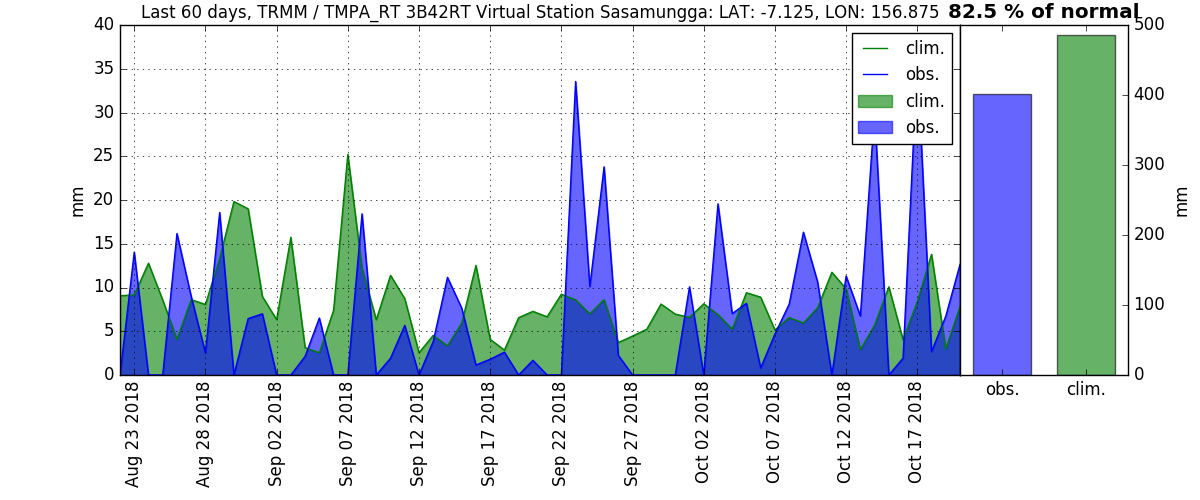 Last 60 days, TRMM / TMPA_RT 3B42RT Virtual Station Sasamungga: LAT: -7.125, LON: 156.875
82.5 % of normal
40
35
30
25
20
15
10
5
0
mm
clim.
obs.
clim.
obs.
Aug 23 2018
Aug 28 2018
Sep 02 2018
Sep 07 2018
Sep 12 2018
Sep 17 2018
Sep 22 2018
Sep 27 2018
Oct 02 2018
Oct 07 2018
Oct 12 2018
Oct 17 2018
500
400
300
200
100
0
mm
obs.
clim.